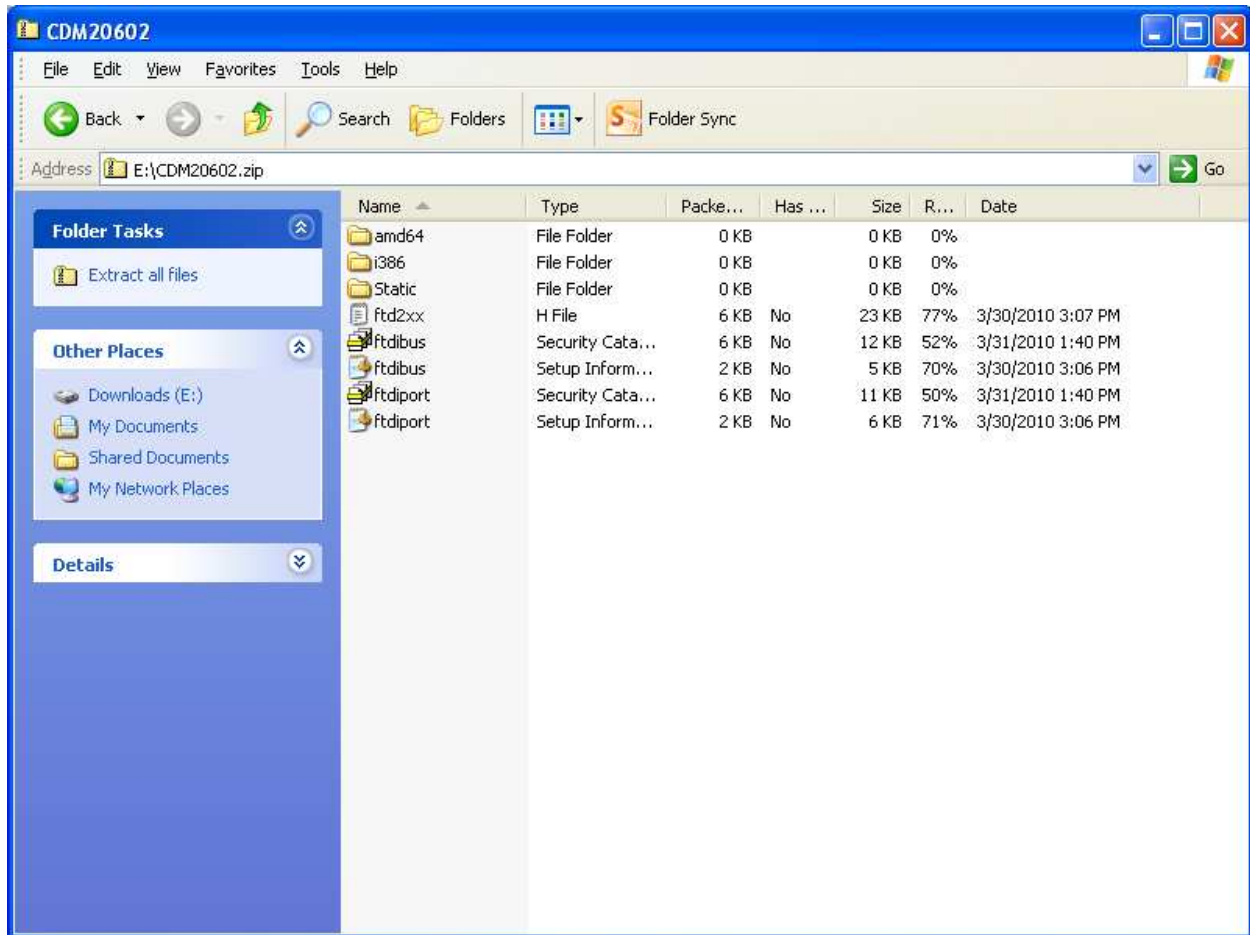 CDM20602
File Edit View Favorites Tools Help
Back Search Folders Folder Sync
Address E:\CDM20602.zip Go
Folder Tasks
Extract all files
Other Places
Downloads (E:)
My Documents
Shared Documents
My Network Places
Details
Name Type Packe... Has ... Size R... Date
amd64 File Folder 0 KB 0 KB 0%
i386 File Folder 0 KB 0 KB 0%
Static File Folder 0 KB 0 KB 0%
ftd2xx H File 6 KB No 23 KB 77% 3/30/2010 3:07 PM
ftdibus Security Cata... 6 KB No 12 KB 52% 3/31/2010 1:40 PM
ftdibus Setup Inform... 2 KB No 5 KB 70% 3/30/2010 3:06 PM
ftdiport Security Cata... 6 KB No 11 KB 50% 3/31/2010 1:40 PM
ftdiport Setup Inform... 2 KB No 6 KB 71% 3/30/2010 3:06 PM